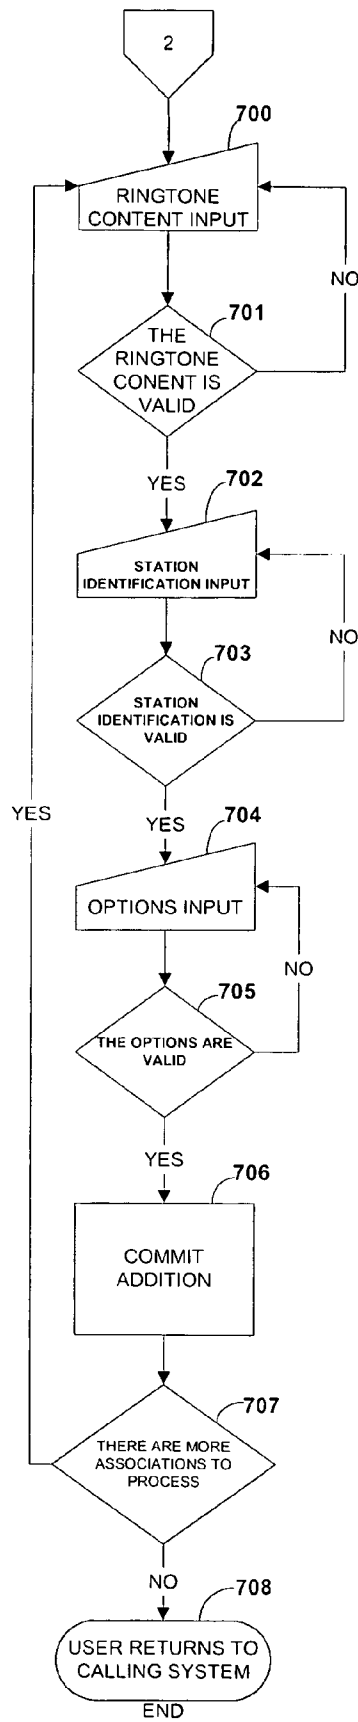 2
700
RINGTONE
CONTENT INPUT
NO
701
THE
RINGTONE
CONENT IS
VALID
YES
702
STATION
IDENTIFICATION INPUT
NO
703
STATION
IDENTIFICATION IS
VALID
YES
YES
704
OPTIONS INPUT
NO
705
THE OPTIONS ARE
VALID
YES
706
COMMIT
ADDITION
707
THERE ARE MORE
ASSOCIATIONS TO
PROCESS
NO
708
USER RETURNS TO
CALLING SYSTEM
END